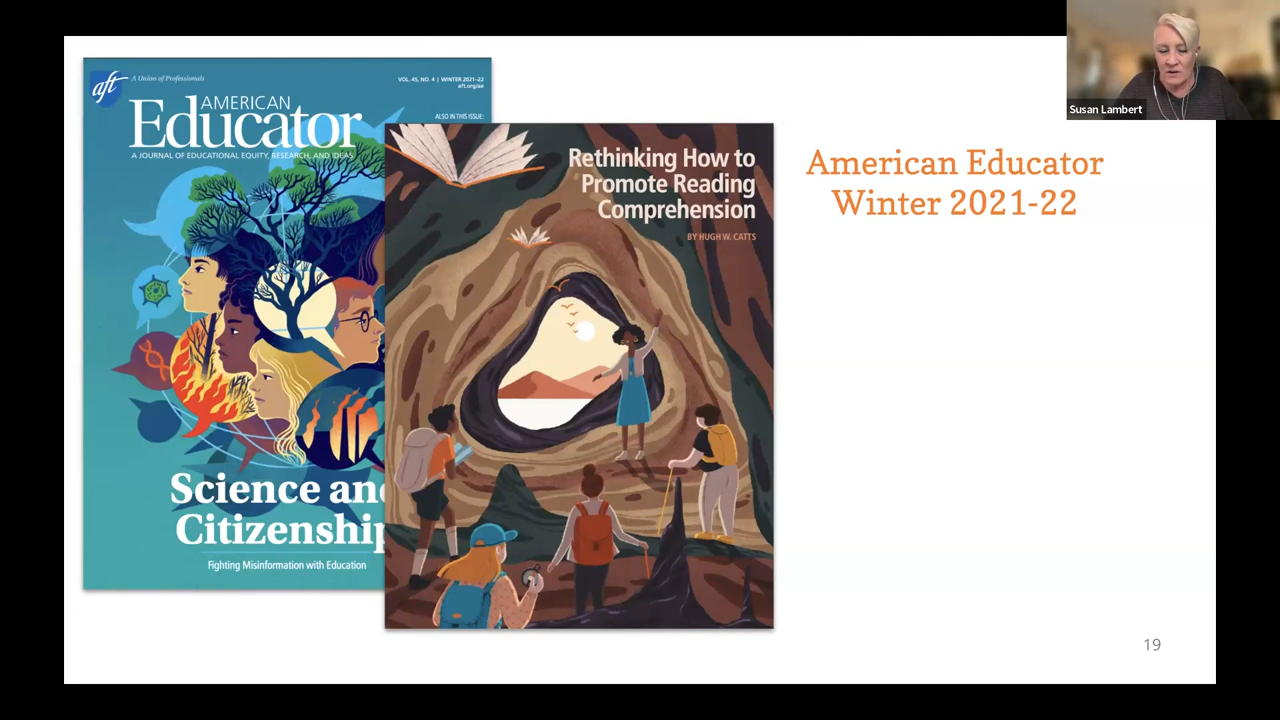 aft
A Union of Professionals
VOL. 45, NO. 4 | WINTER 2021–22
aft.org/ae
AMERICAN
Educator
A JOURNAL OF EDUCATIONAL EQUITY, RESEARCH, AND IDEAS
ALSO IN THIS ISSUE:
Science and
Citizenship
Fighting Misinformation with Education
Rethinking How to
Promote Reading
Comprehension
BY HUGH W. CATTS
American Educator
Winter 2021-22
Susan Lambert
19